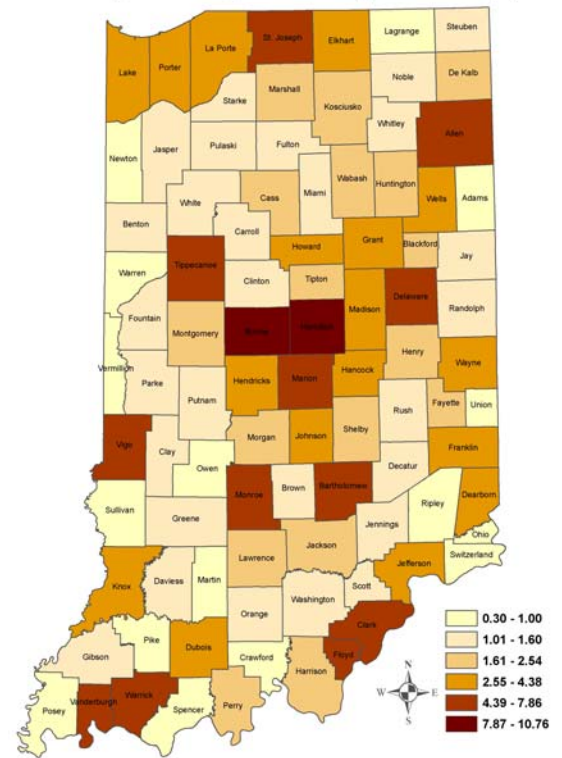 St. Joseph
Elkhart
Lagrange
Steuben
Lake
Porter
La Porte
Noble
De Kalb
Starke
Marshall
Kosciusko
Whitley
Allen
Newton
Jasper
Pulaski
Fulton
Miami
Wabash
Huntington
Wells
Adams
White
Cass
Benton
Carroll
Howard
Grant
Blackford
Jay
Warren
Tippecanoe
Clinton
Tipton
Madison
Delaware
Randolph
Fountain
Montgomery
Boone
Hamilton
Henry
Vermillion
Parke
Putnam
Hendricks
Marion
Hancock
Wayne
Rush
Fayette
Union
Vigo
Clay
Owen
Morgan
Johnson
Shelby
Franklin
Decatur
Sullivan
Greene
Monroe
Brown
Bartholomew
Ripley
Dearborn
Jennings
Ohio
Switzerland
Lawrence
Jackson
Jefferson
Knox
Daviess
Martin
Orange
Washington
Scott
Clark
Floyd
Gibson
Pike
Dubois
Crawford
Harrison
Posey
Vanderburgh
Warrick
Spencer
Perry
N
W E
S
0.30 - 1.00
1.01 - 1.60
1.61 - 2.54
2.55 - 4.38
4.39 - 7.86
7.87 - 10.76